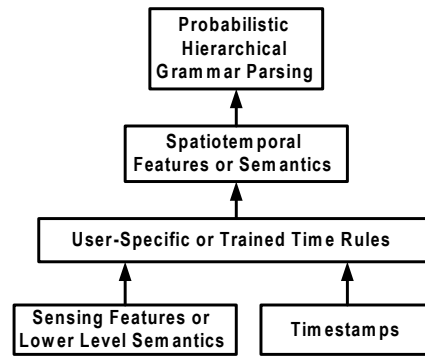 Probabilistic
Hierarchical
Grammar Parsing
Spatiotemporal
Features or Semantics
User-Specific or Trained Time Rules
Sensing Features or
Lower Level Semantics
Timestamps